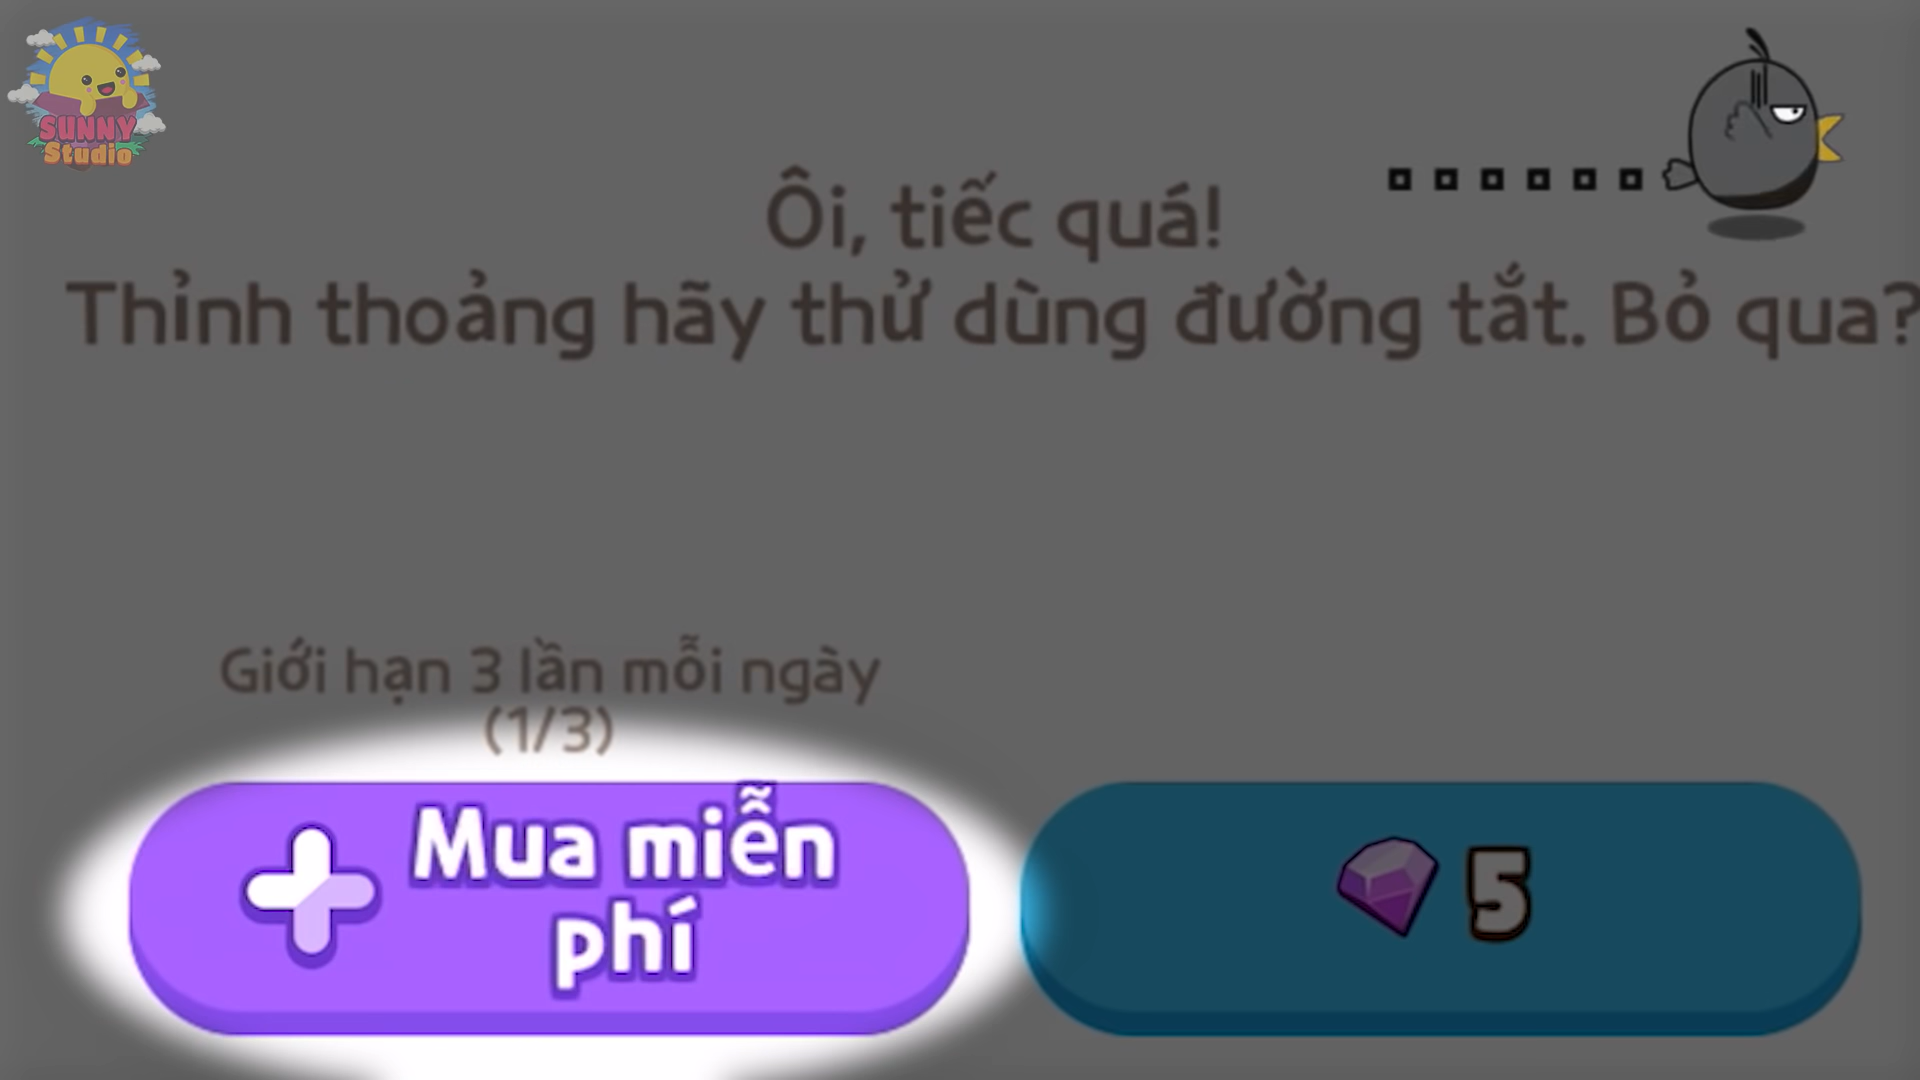 SUNNY
Studio
Ôi, tiếc quá!
Thỉnh thoảng hãy thử dùng đường tắt. Bỏ qua?
Giới hạn 3 lần mỗi ngày
(1/3)
Mua miễn
phí
5